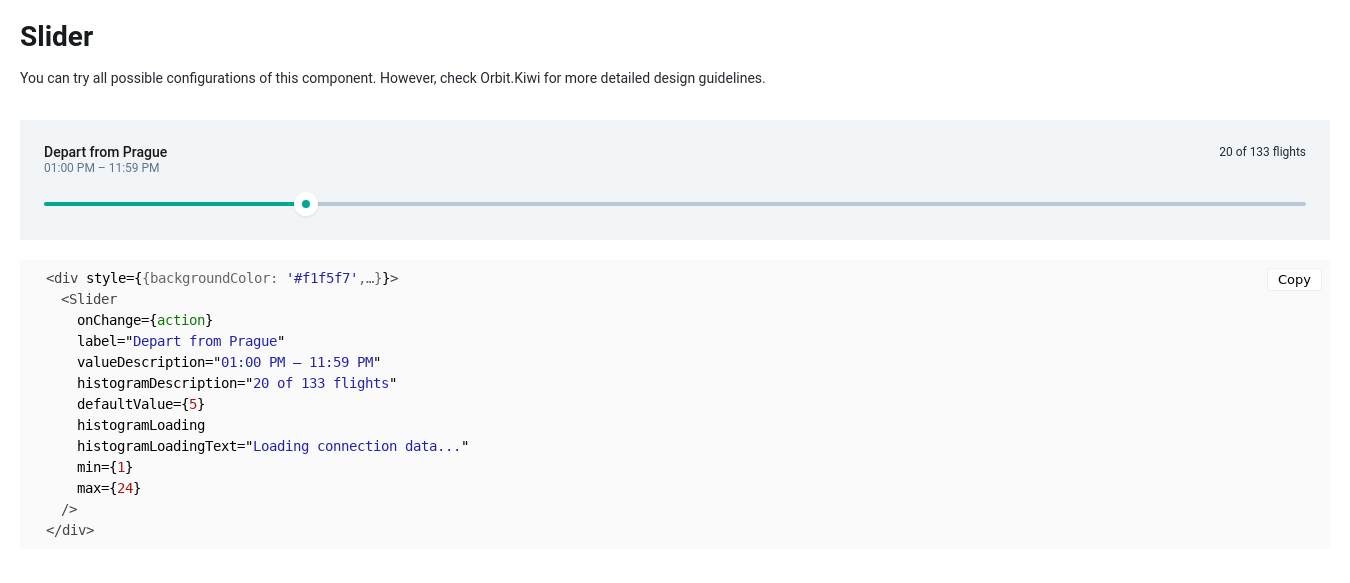 Slider
You can try all possible configurations of this component. However, check Orbit.Kiwi for more detailed design guidelines.
Depart from Prague
20 of 133 flights
01:00 PM – 11:59 PM
<div style={{backgroundColor: '#f1f5f7',…}}>
Copy
<Slider
onChange={action}
label="Depart from Prague"
valueDescription="01:00 PM – 11:59 PM"
histogramDescription="20 of 133 flights"
defaultValue={5}
histogramLoading
histogramLoadingText="Loading connection data..."
min={1}
max={24}
/>
</div>